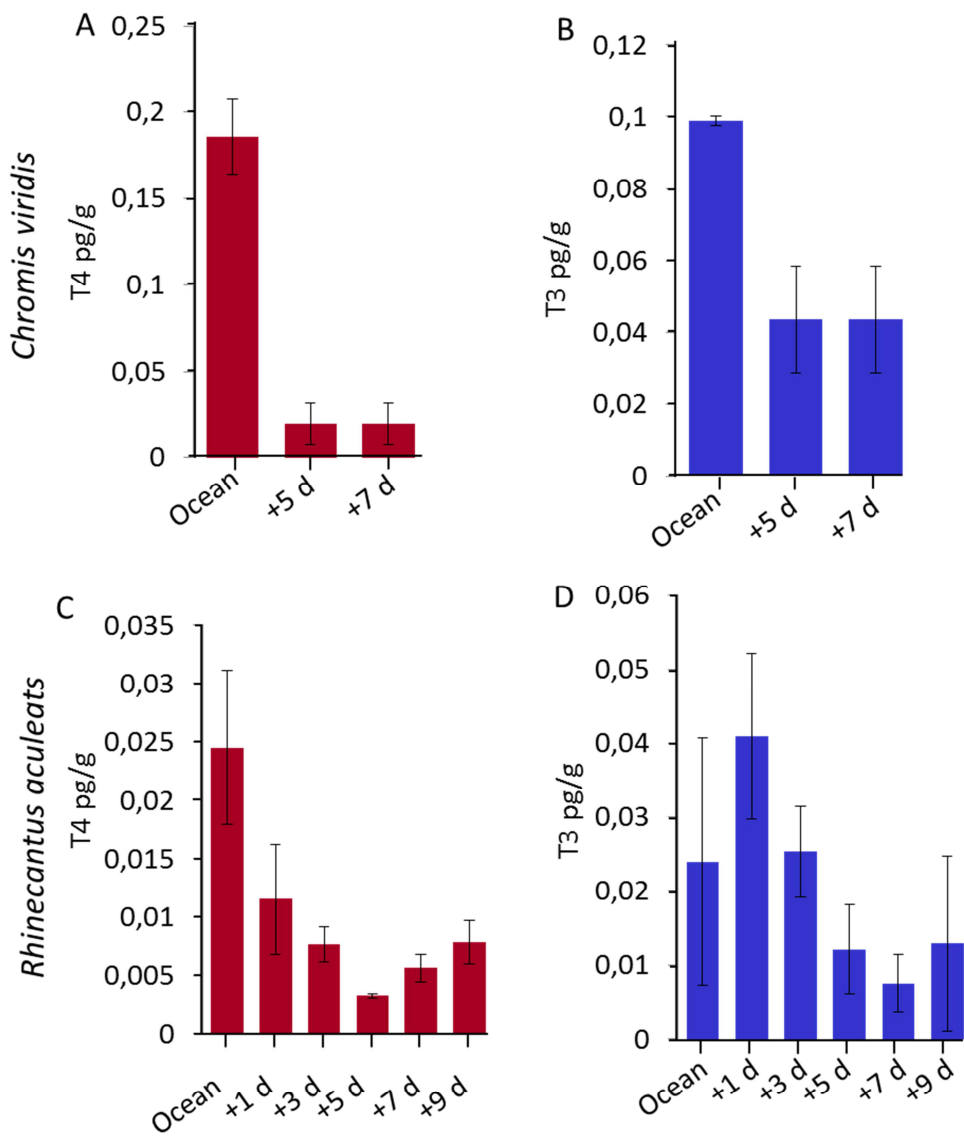 A
0,25
0,2
0,15
0,1
0,05
0
T4 pg/g
Chromis viridis
Ocean
+5 d
+7 d
B
0,12
0,1
0,08
0,06
0,04
0,02
0
T3 pg/g
Ocean
+5 d
+7 d
C
0,035
0,03
0,025
0,02
0,015
0,01
0,005
0
T4 pg/g
Rhinecantus aculeats
Ocean
+1 d
+3 d
+5 d
+7 d
+9 d
D
0,06
0,05
0,04
0,03
0,02
0,01
0
T3 pg/g
Ocean
+1 d
+3 d
+5 d
+7 d
+9 d